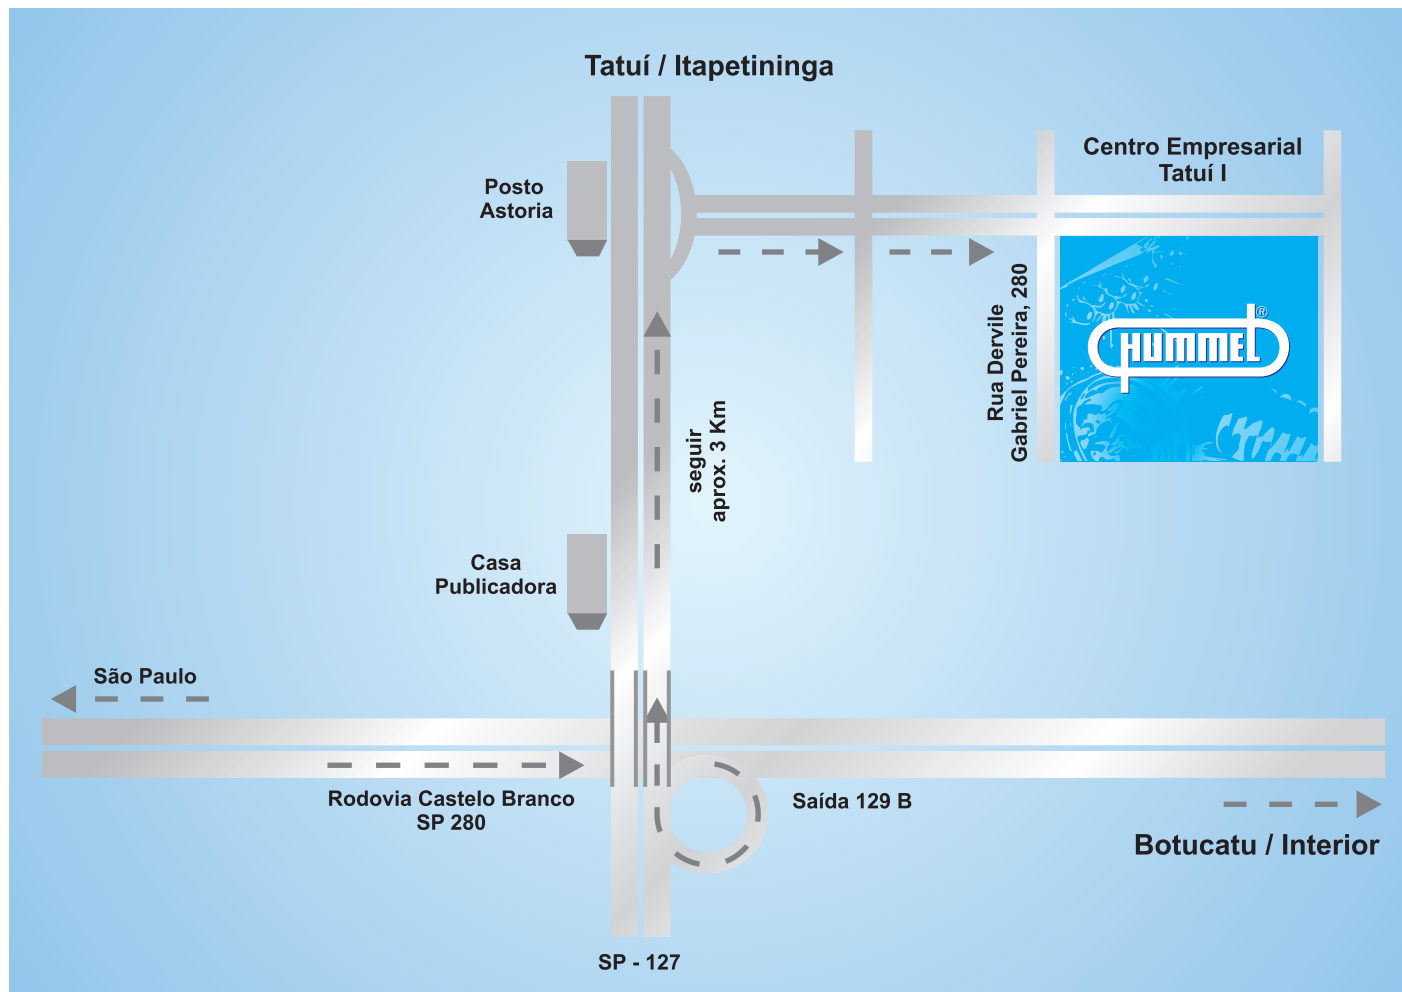 Tatuí / Itapetininga
Centro Empresarial
Tatuí I
Posto
Astoria
Rua Dervile
Gabriel Pereira, 280
HUMMEL®
seguir
aprox. 3 Km
Casa
Publicadora
São Paulo
Rodovia Castelo Branco
SP 280
Saída 129 B
Botucatu / Interior
SP - 127